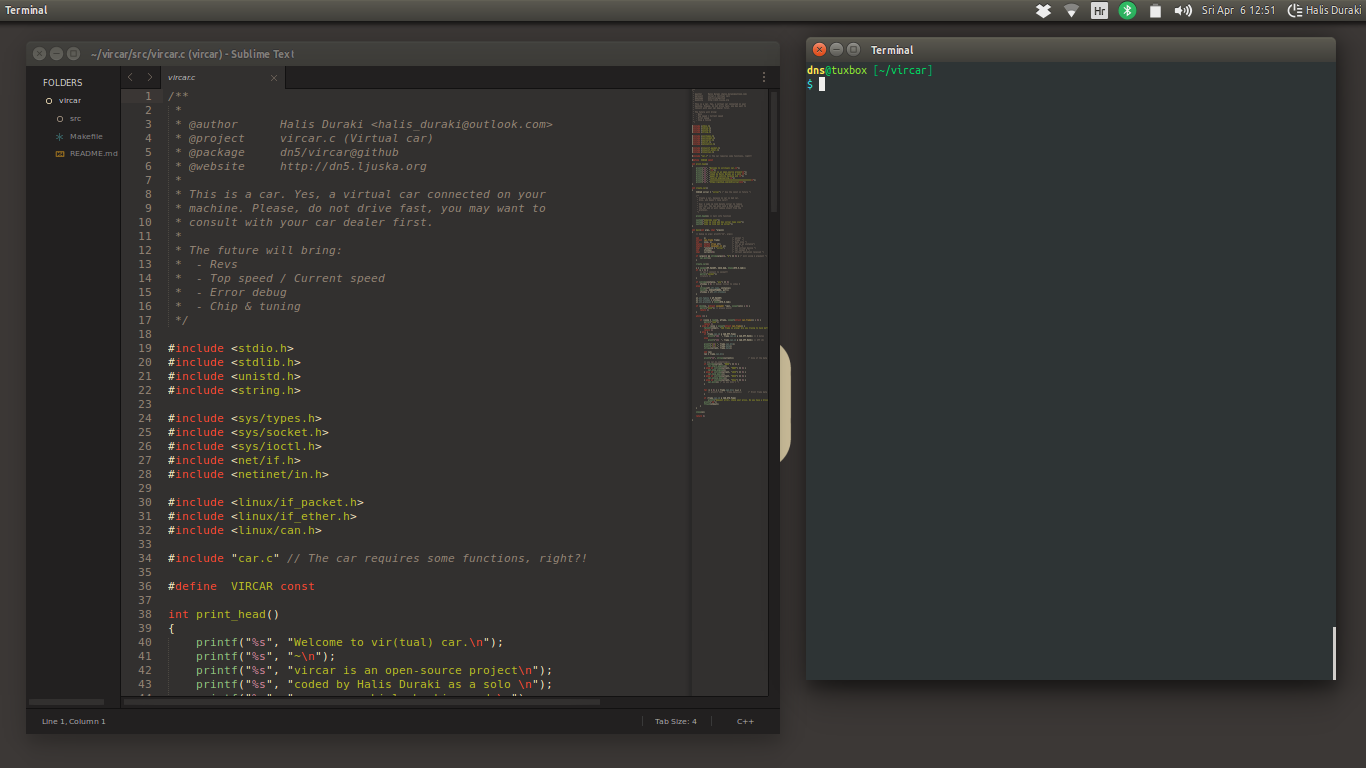 Terminal
Hr
Sri Apr 6 12:51
Halis Duraki
~/vircar/src/vircar.c (vircar) - Sublime Text
FOLDERS
vircar
src
Makefile
README.md
vircar.c
1 /**
2 *
3 * @author Halis Duraki <halis_duraki@outlook.com>
4 * @project vircar.c (Virtual car)
5 * @package dn5/vircar@github
6 * @website http://dn5.ljuska.org
7 *
8 * This is a car. Yes, a virtual car connected on your
9 * machine. Please, do not drive fast, you may want to
10 * consult with your car dealer first.
11 *
12 * The future will bring:
13 * - Revs
14 * - Top speed / Current speed
15 * - Error debug
16 * - Chip & tuning
17 */
18
19 #include <stdio.h>
20 #include <stdlib.h>
21 #include <unistd.h>
22 #include <string.h>
23
24 #include <sys/types.h>
25 #include <sys/socket.h>
26 #include <sys/ioctl.h>
27 #include <net/if.h>
28 #include <netinet/in.h>
29
30 #include <linux/if_packet.h>
31 #include <linux/if_ether.h>
32 #include <linux/can.h>
33
34 #include "car.c" // The car requires some functions, right?!
35
36 #define VIRCAR const
37
38 int print_head()
39 {
40 printf("%s", "Welcome to vir(tual) car.\n");
41 printf("%s", "~\n");
42 printf("%s", "vircar is an open-source project\n");
43 printf("%s", "coded by Halis Duraki as a solo \n");
Line 1, Column 1
Tab Size: 4
C++
Terminal
dns@tuxbox [~/vircar]
$